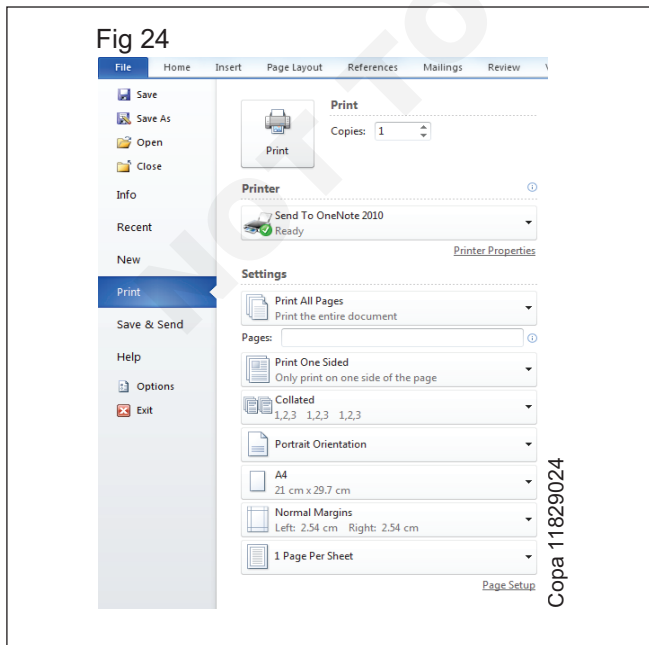 Fig 24
File Home Insert Page Layout References Mailings Review
Save
Save As
Open
Close
Info
Recent
New
Print
Save & Send
Help
Options
Exit
Print
Print
Copies: 1
Printer
Send To OneNote 2010
Ready
Printer Properties
Settings
Print All Pages
Print the entire document
Pages:
Print One Sided
Only print on one side of the page
Collated
1,2,3 1,2,3 1,2,3
Portrait Orientation
A4
21 cm x 29.7 cm
Normal Margins
Left: 2.54 cm Right: 2.54 cm
1 Page Per Sheet
Page Setup
Copa 11829024
NOT TO